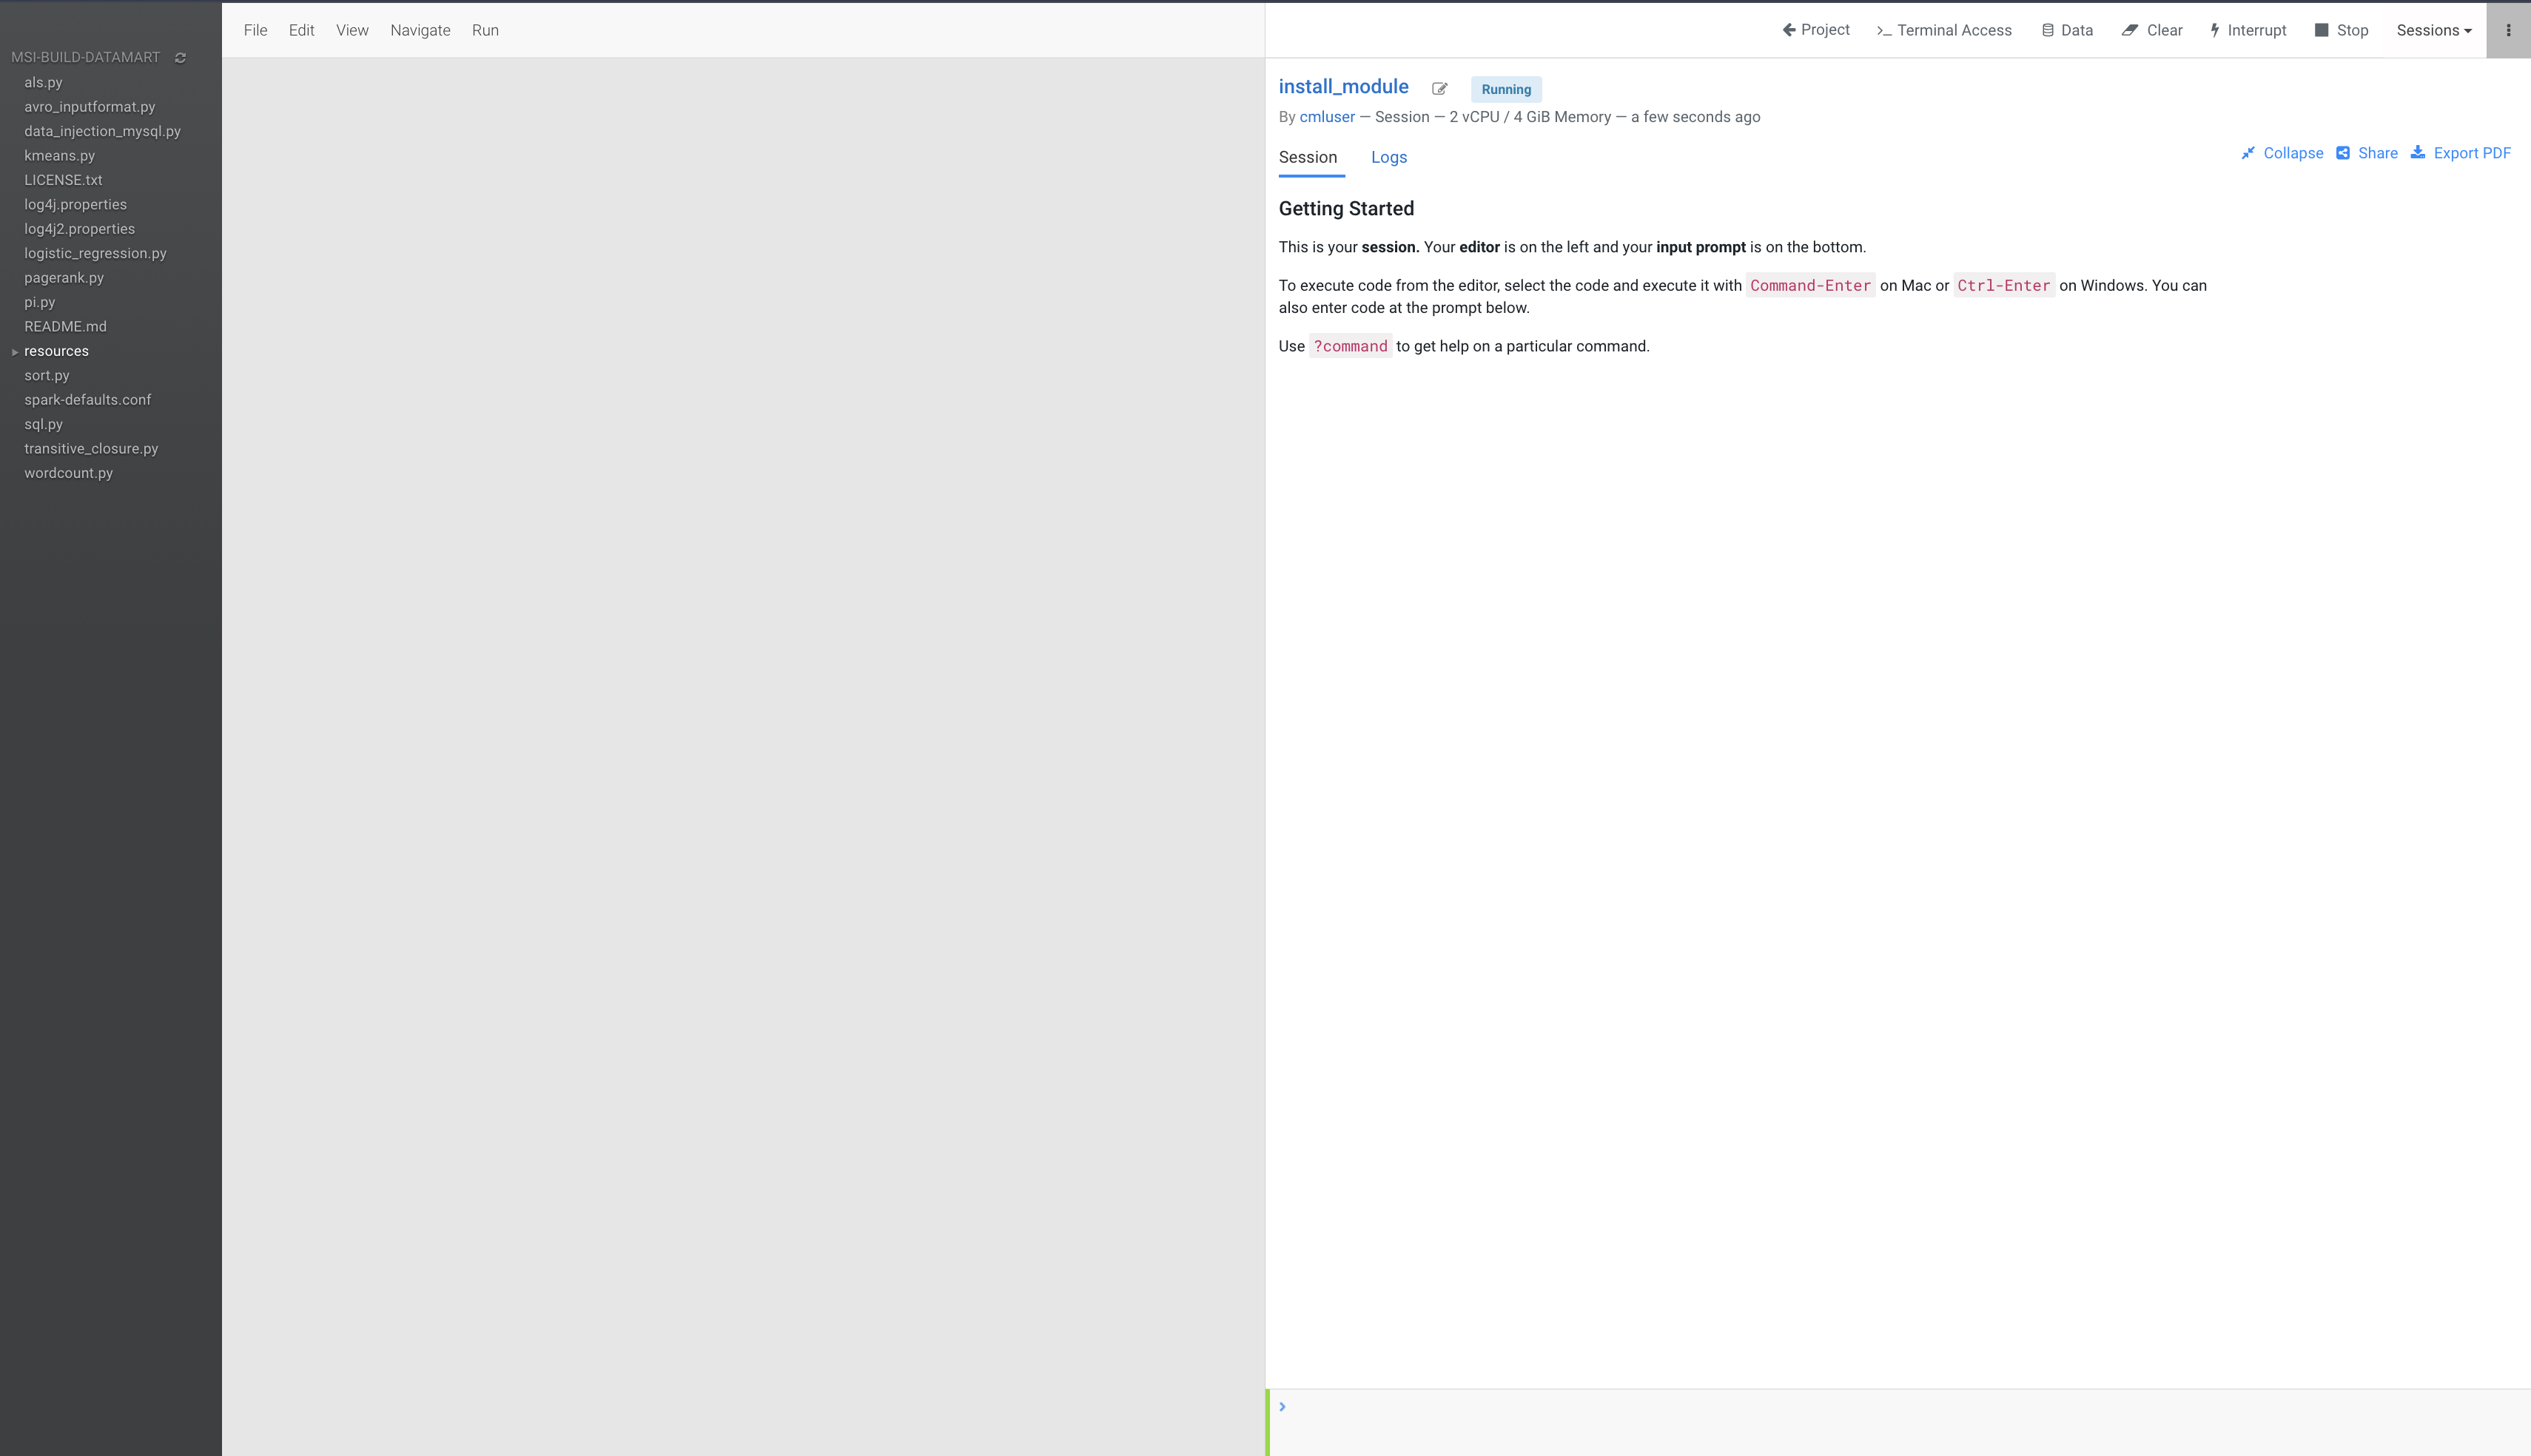 MSI-BUILD-DATAMART
als.py
avro_inputformat.py
data_injection_mysql.py
kmeans.py
LICENSE.txt
log4j.properties
log4j2.properties
logistic_regression.py
pagerank.py
pi.py
README.md
resources
sort.py
spark-defaults.conf
sql.py
transitive_closure.py
wordcount.py
File Edit View Navigate Run
Project >_ Terminal Access Data Clear Interrupt Stop Sessions
install_module Running
By cmluser — Session — 2 vCPU / 4 GiB Memory — a few seconds ago
Session Logs Collapse Share Export PDF
Getting Started
This is your session. Your editor is on the left and your input prompt is on the bottom.
To execute code from the editor, select the code and execute it with Command-Enter on Mac or Ctrl-Enter on Windows. You can
also enter code at the prompt below.
Use ?command to get help on a particular command.